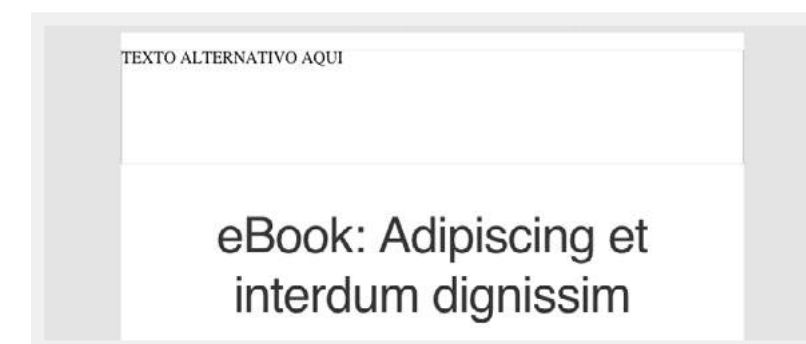 TEXTO ALTERNATIVO AQUI
eBook: Adipiscing et
interdum dignissim